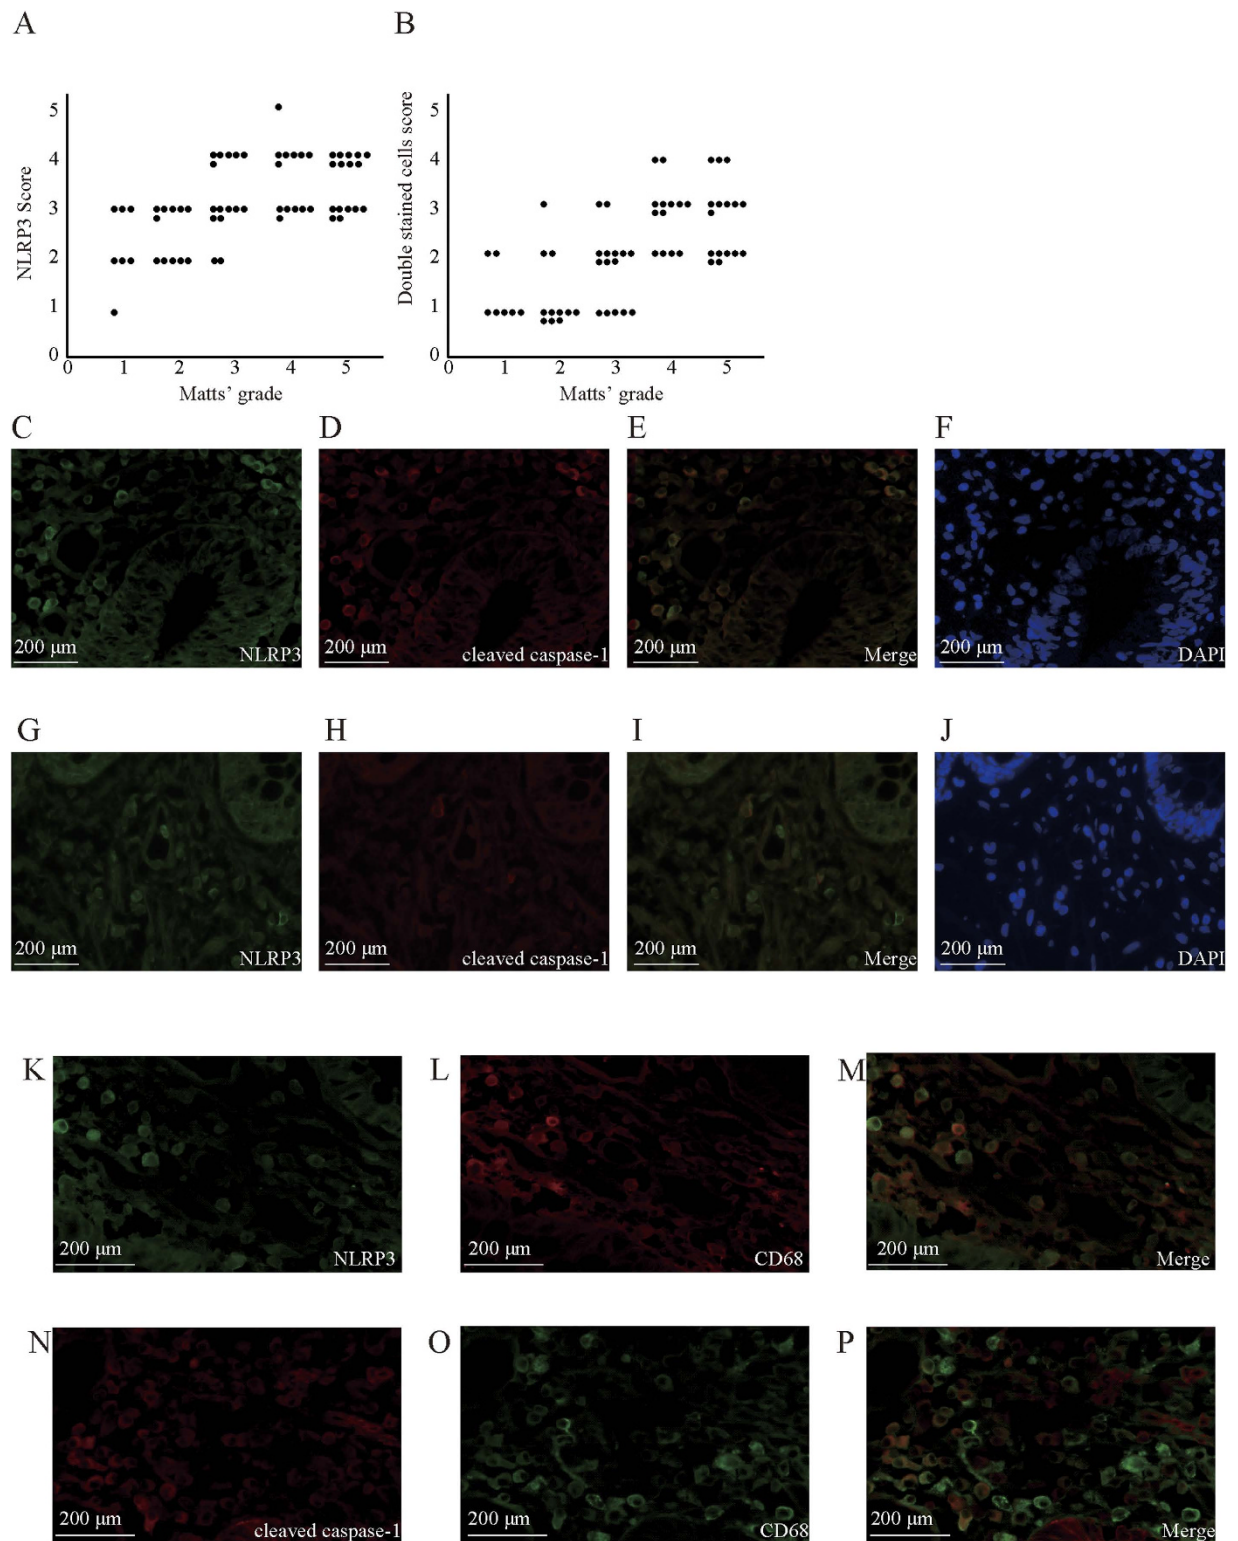 A
B
NLRP3 Score
5
4
3
2
1
0
0 1 2 3 4 5
Matts’ grade
Double stained cells score
5
4
3
2
1
0
0 1 2 3 4 5
Matts’ grade
C
D
E
F
200 μm
NLRP3
200 μm
cleaved caspase-1
200 μm
Merge
200 μm
DAPI
G
H
I
J
200 μm
NLRP3
200 μm
cleaved caspase-1
200 μm
Merge
200 μm
DAPI
K
L
M
200 μm
NLRP3
200 μm
CD68
200 μm
Merge
N
O
P
200 μm
cleaved caspase-1
200 μm
CD68
200 μm
Merge